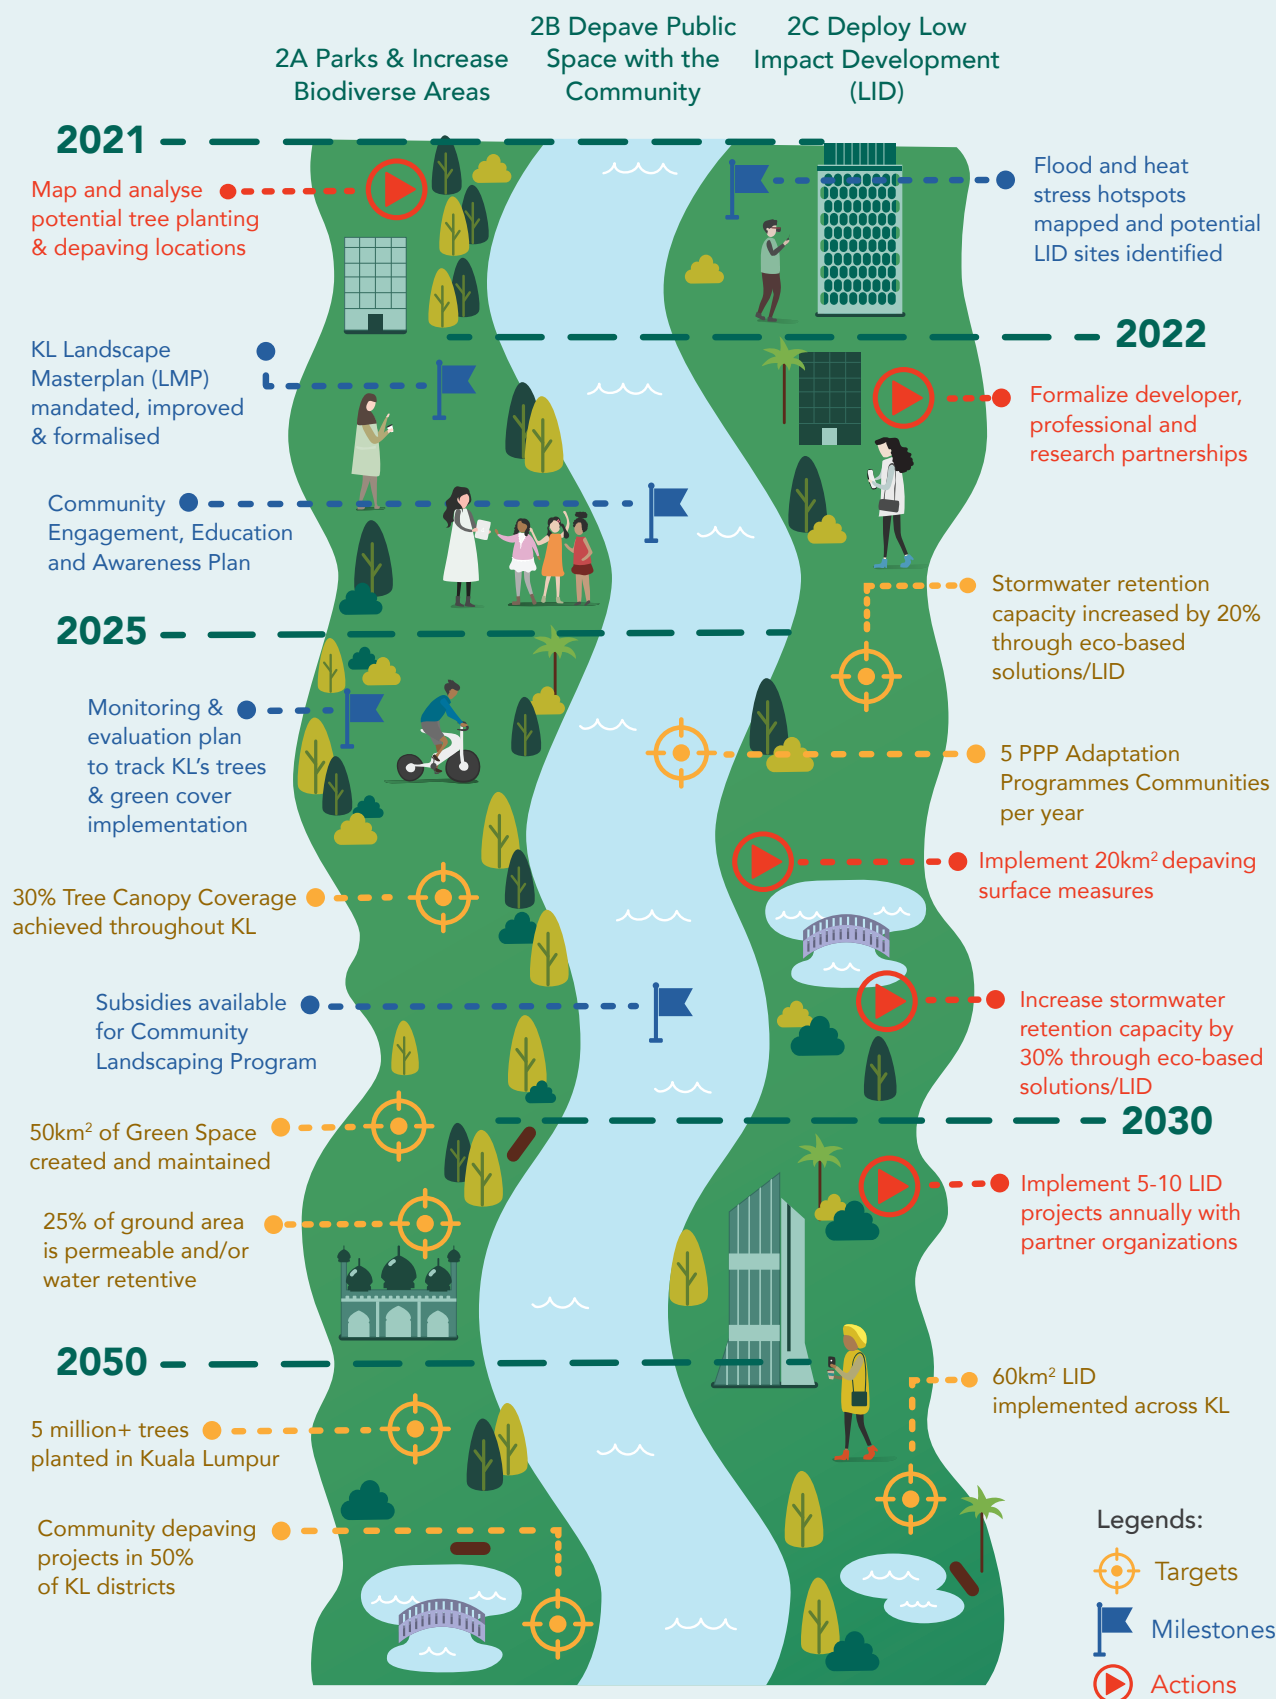 2A Parks & Increase
Biodiverse Areas
2B Depave Public
Space with the
Community
2C Deploy Low
Impact Development
(LID)
2021
Map and analyse
potential tree planting
& depaving locations
Flood and heat
stress hotspots
mapped and potential
LID sites identified
2022
KL Landscape
Masterplan (LMP)
mandated, improved
& formalised
Formalize developer,
professional and
research partnerships
Community
Engagement, Education
and Awareness Plan
Stormwater retention
capacity increased by 20%
through eco-based
solutions/LID
2025
Monitoring &
evaluation plan
to track KL's trees
& green cover
implementation
5 PPP Adaptation
Programmes Communities
per year
Implement 20km² depaving
surface measures
30% Tree Canopy Coverage
achieved throughout KL
Subsidies available
for Community
Landscaping Program
Increase stormwater
retention capacity by
30% through eco-based
solutions/LID
2030
50km² of Green Space
created and maintained
Implement 5-10 LID
projects annually with
partner organizations
25% of ground area
is permeable and/or
water retentive
2050
60km² LID
implemented across KL
5 million+ trees
planted in Kuala Lumpur
Community depaving
projects in 50%
of KL districts
Legends:
Targets
Milestones
Actions